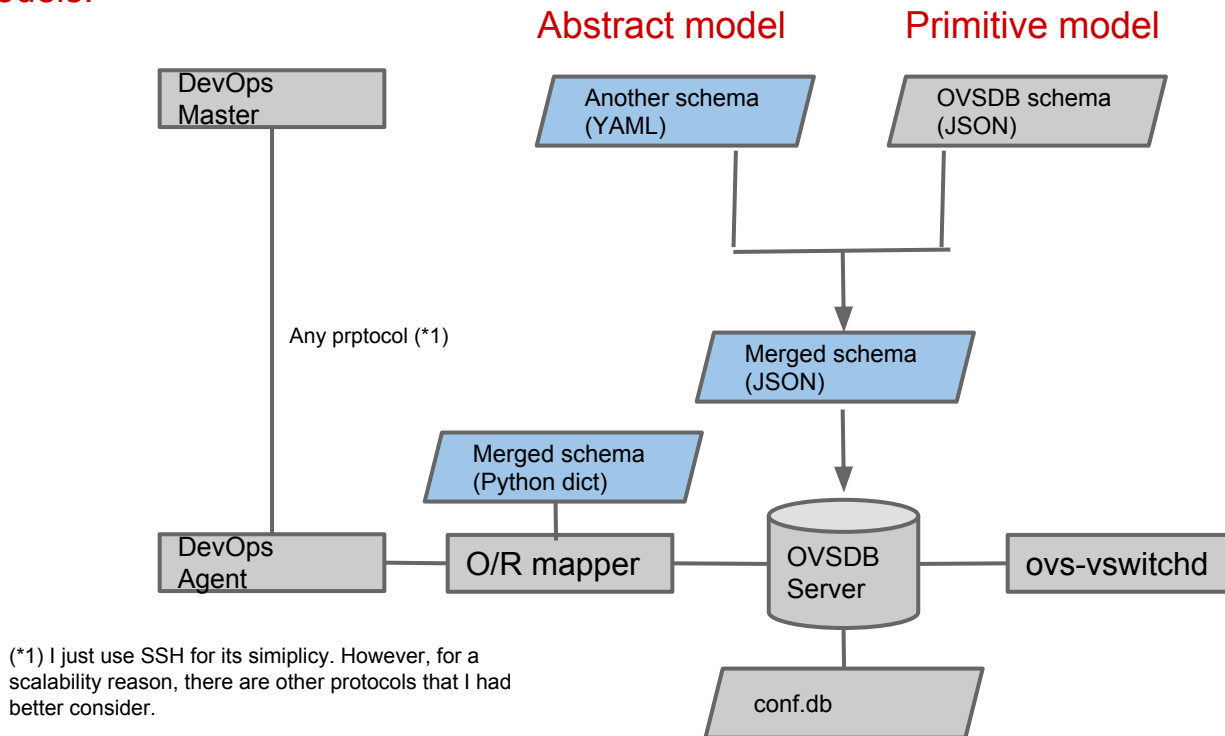 odels.
Abstract model
Primitive model
DevOps
Master
Another schema
(YAML)
OVSDB schema
(JSON)
Any prptocol (*1)
Merged schema
(JSON)
Merged schema
(Python dict)
DevOps
Agent
O/R mapper
OVSDB
Server
ovs-vswitchd
(*1) I just use SSH for its simiplicy. However, for a
scalability reason, there are other protocols that I had
better consider.
conf.db